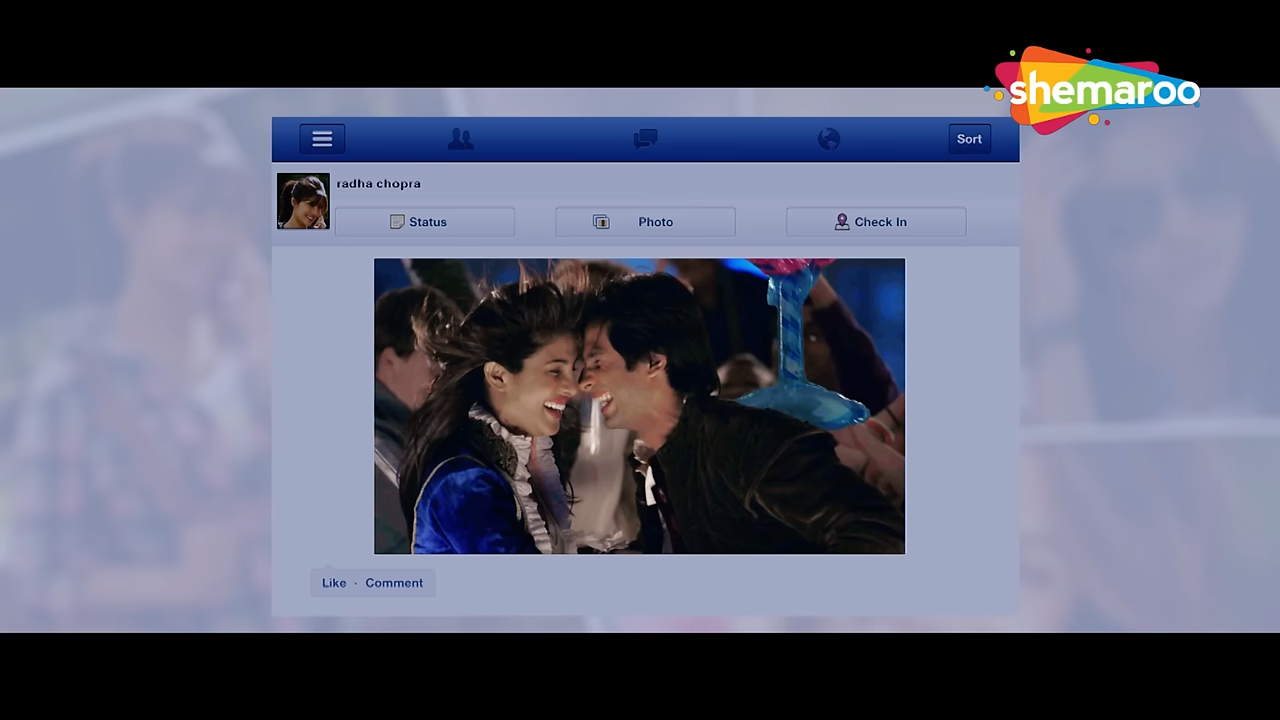 shemaroo
Sort
radha chopra
Status
Photo
Check In
Like · Comment